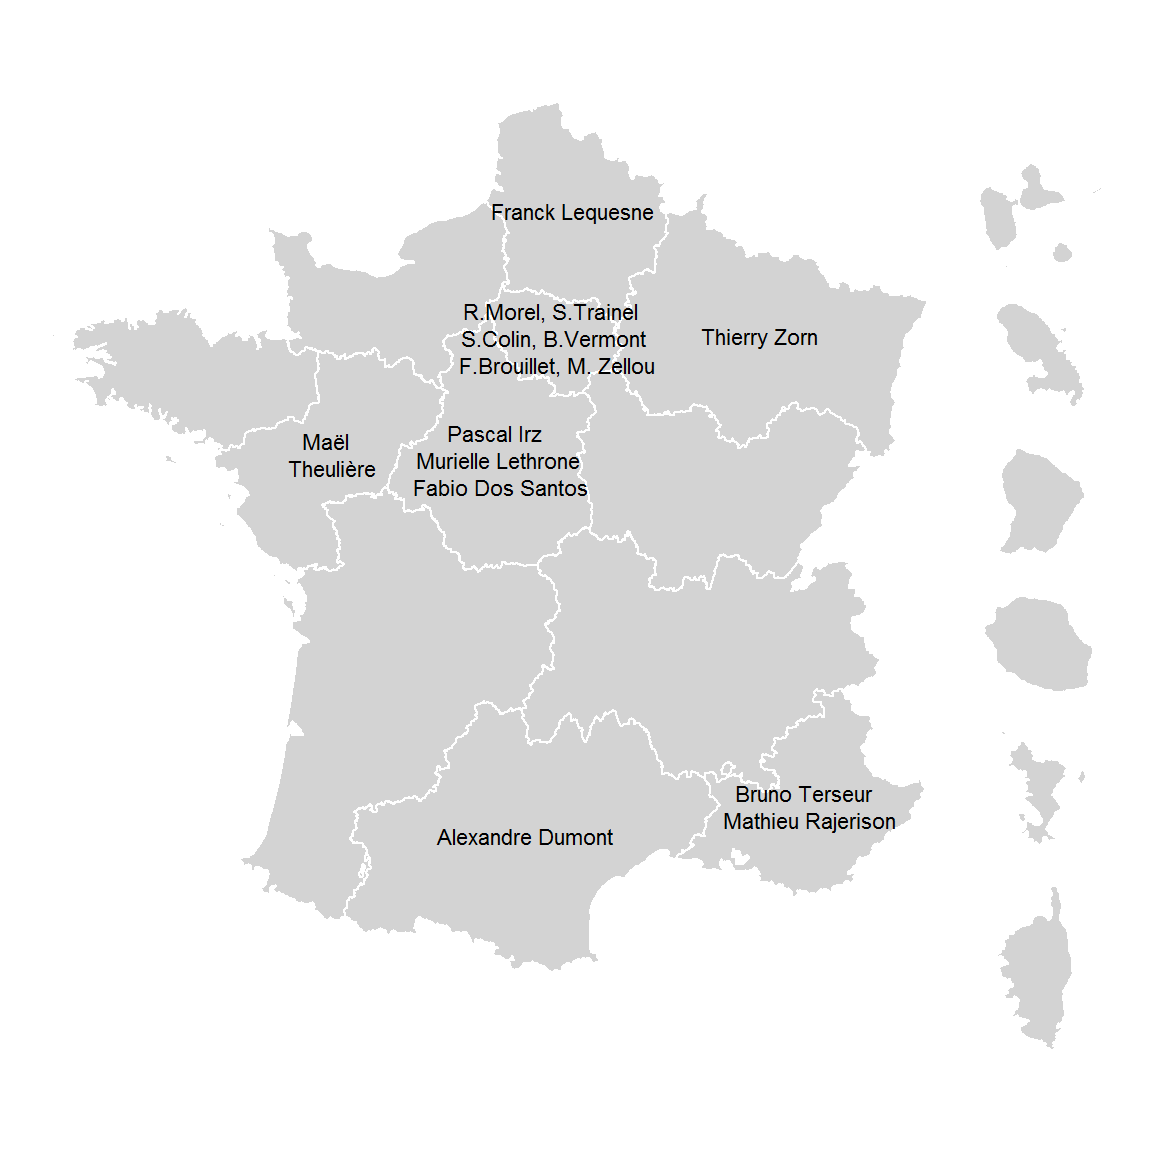 Franck Lequesne
R.Morel, S.Trainel
S.Colin, B.Vermont
F.Brouillet, M. Zellou
Thierry Zorn
Maël
Theulière
Pascal Irz
Murielle Lethrone
Fabio Dos Santos
Bruno Terseur
Mathieu Rajerison
Alexandre Dumont